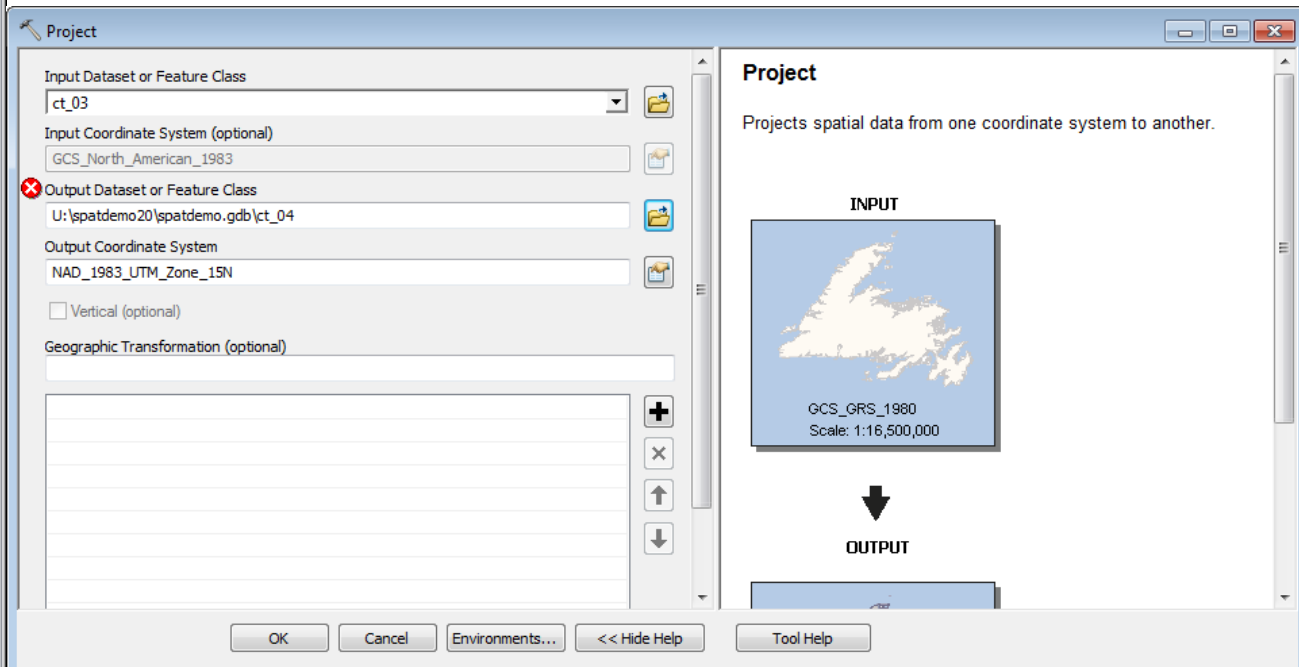 Project
Input Dataset or Feature Class
ct_03
Input Coordinate System (optional)
GCS_North_American_1983
Output Dataset or Feature Class
U:\spatdemo20\spatdemo.gdb\ct_04
Output Coordinate System
NAD_1983_UTM_Zone_15N
Vertical (optional)
Geographic Transformation (optional)
OK
Cancel
Environments...
<< Hide Help
Project
Projects spatial data from one coordinate system to another.
INPUT
GCS_GRS_1980
Scale: 1:16,500,000
OUTPUT
Tool Help